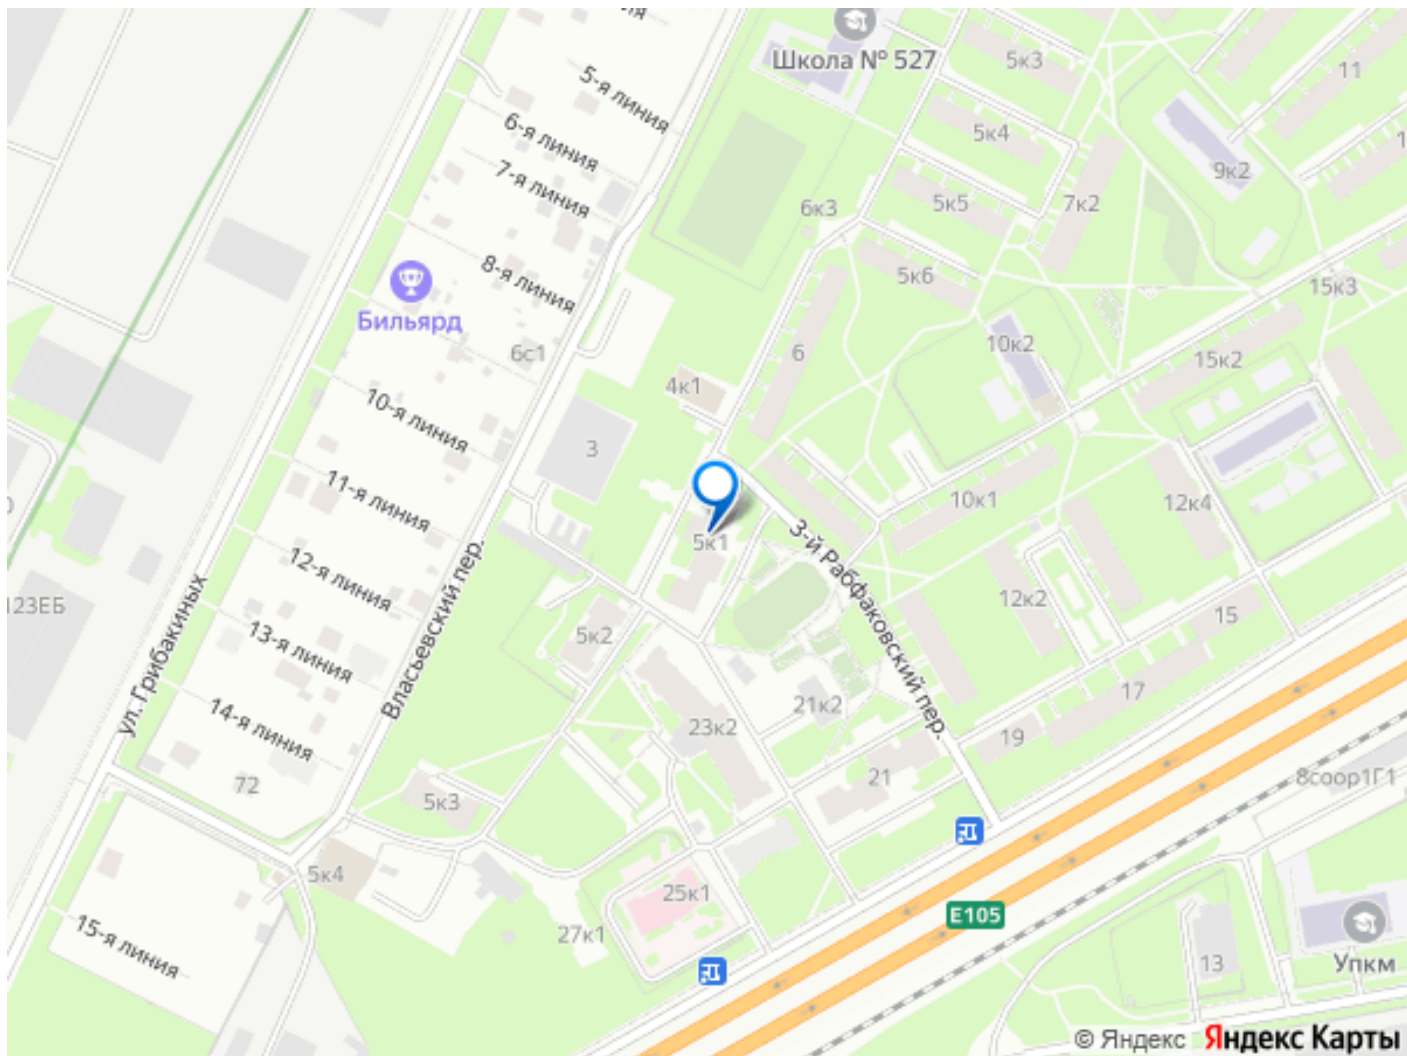 5-я линия
6-я линия
7-я линия
8-я линия
Бильярд
6с1
10-я линия
11-я линия
12-я линия
13-я линия
14-я линия
72
15-я линия
ул. Грибакиных
Власьевский пер.
123ЕБ
Школа № 527
5к3
11
5к4
9к2
5к5
7к2
6к3
5к6
15к3
10к2
15к2
6
4к1
3
10к1
12к4
5к1
3-й Рабфаковский пер.
12к2
15
5к2
17
21к2
23к2
19
21
8соор1Г1
5к3
5к4
25к1
27к1
E105
13
Упкм
© Яндекс Яндекс Карты